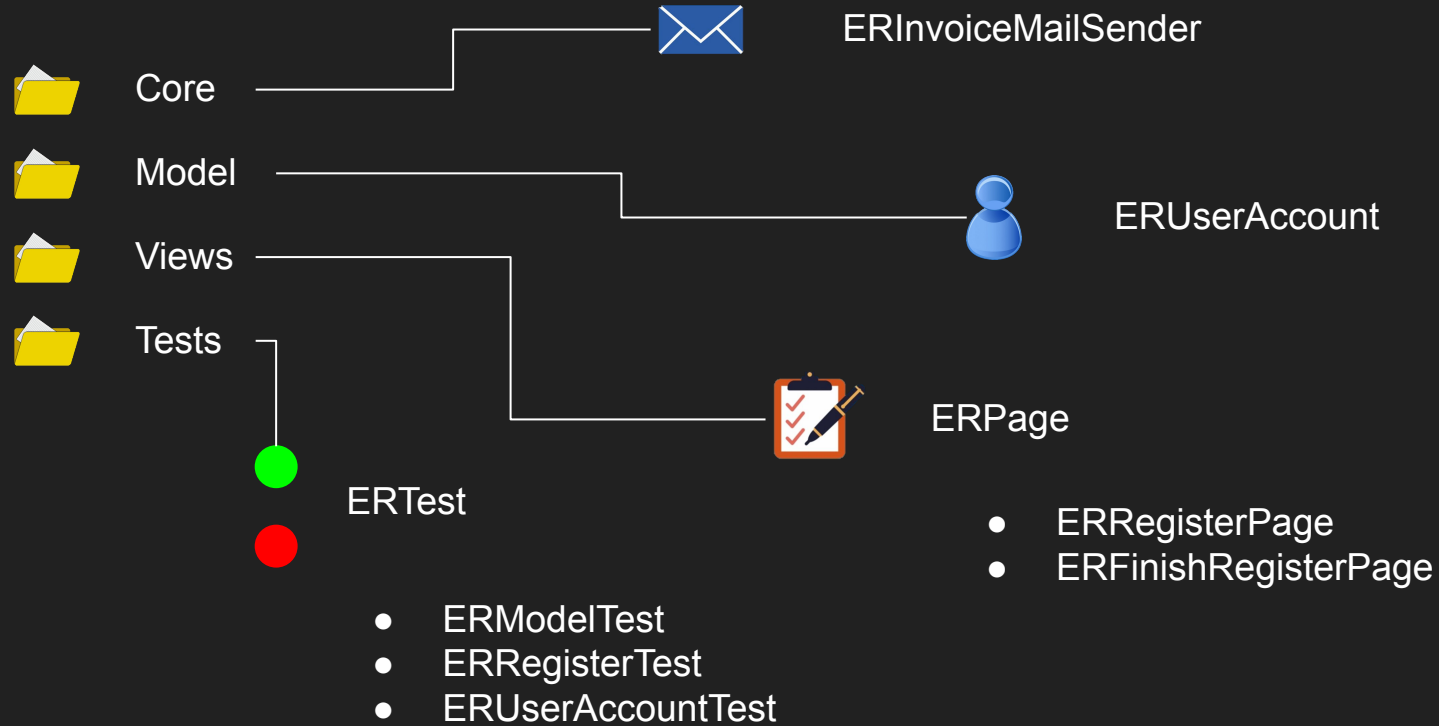 ERInvoiceMailSender
Core
Model
ERUserAccount
Views
Tests
ERPage
ERTest
● ERRegisterPage
● ERFinishRegisterPage
● ERModelTest
● ERRegisterTest
● ERUserAccountTest